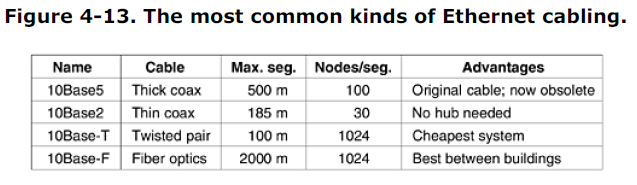 Figure 4-13. The most common kinds of Ethernet cabling.
Name Cable Max. seg. Nodes/seg. Advantages
10Base5 Thick coax 500 m 100 Original cable; now obsolete
10Base2 Thin coax 185 m 30 No hub needed
10Base-T Twisted pair 100 m 1024 Cheapest system
10Base-F Fiber optics 2000 m 1024 Best between buildings